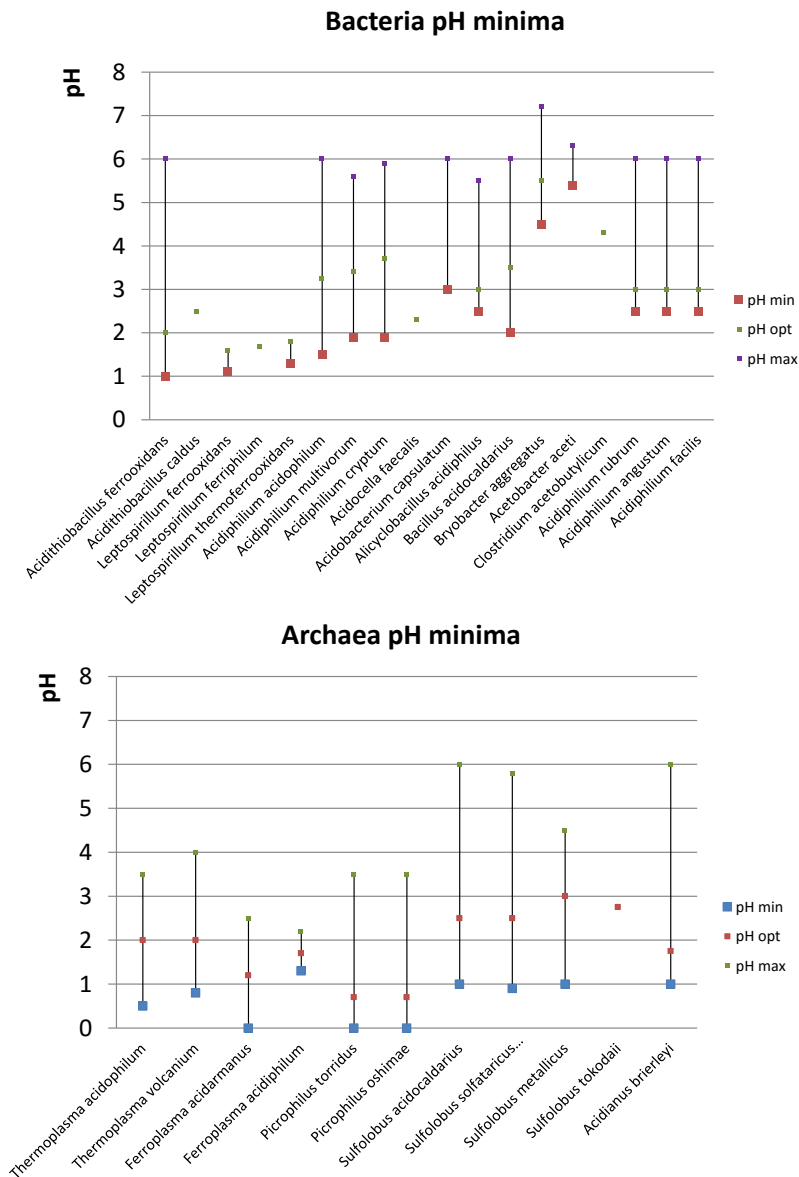 Bacteria pH minima
pH
8
7
6
5
4
3
2
1
0
pH min
pH opt
pH max
Acidithiobacillus ferrooxidans
Acidithiobacillus caldus
Leptospirillum ferrooxidans
Leptospirillum ferriphilum
Leptospirillum thermoferrooxidans
Acidiphilium acidophilum
Acidiphilium multivorum
Acidiphilium cryptum
Acidocella faecalis
Acidobacterium capsulatum
Alicyclobacillus acidiphilus
Bacillus acidocaldarius
Bryobacter aggregatus
Acetobacter aceti
Clostridium acetobutylicum
Acidiphilium rubrum
Acidiphilium angustum
Acidiphilium facilis
Archaea pH minima
pH
8
7
6
5
4
3
2
1
0
pH min
pH opt
pH max
Thermoplasma acidophilum
Thermoplasma volcanium
Ferroplasma acidarmanus
Ferroplasma acidiphilum
Picrophilus torridus
Picrophilus oshimae
Sulfolobus acidocaldarius
Sulfolobus solfataricus...
Sulfolobus metallicus
Sulfolobus tokodaii
Acidianus brierleyi